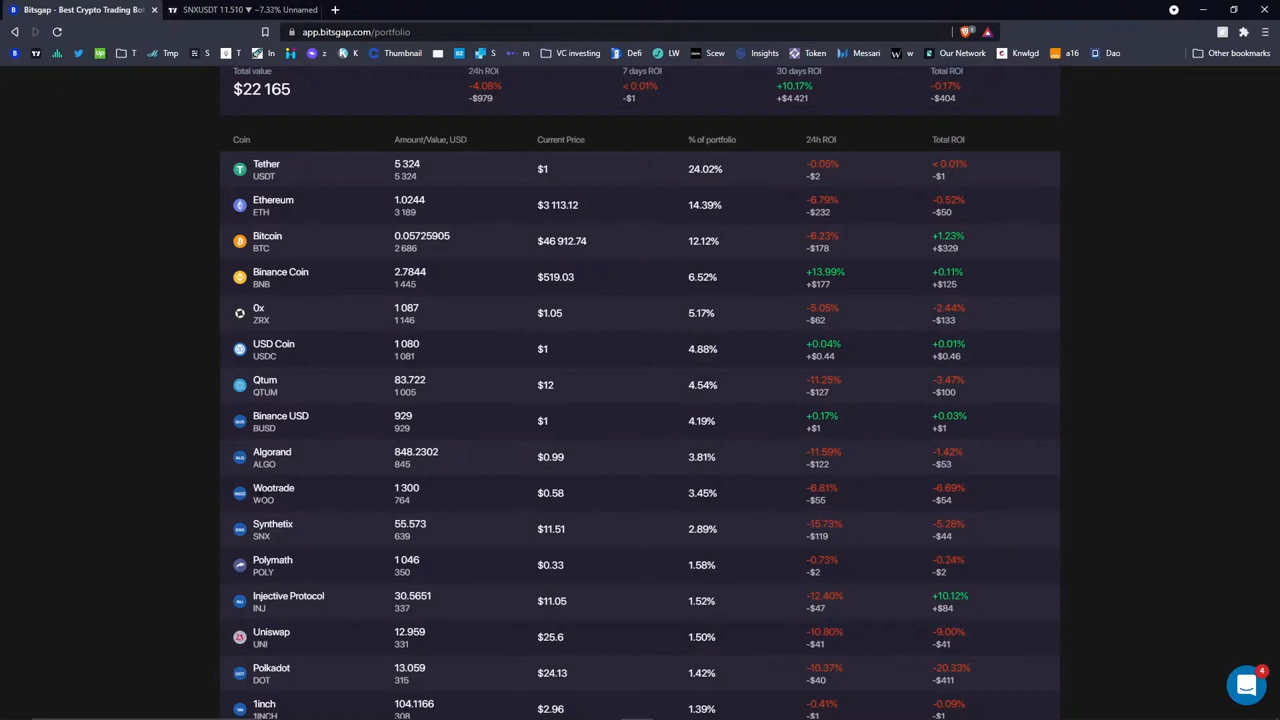 Bitsgap - Best Crypto Trading Bo
SNXUSDT 11.510 ▼ −7.33% Unnamed
app.bitsgap.com/portfolio
T
Tmp
S
T
In
K
Thumbnail
S
m
VC investing
Defi
LW
Scew
Insights
Token
Messari
w
Our Network
Knwlgd
a16
Dao
Other bookmarks
Total value 24h ROI 7 days ROI 30 days ROI Total ROI
$22 165 -4.08% < 0.01% +10.17% -0.17%
-$979 -$1 +$4 421 -$404
Coin Amount/Value, USD Current Price % of portfolio 24h ROI Total ROI
Tether 5 324 $1 24.02% -0.05% < 0.01%
USDT 5 324 -$2 -$1
Ethereum 1.0244 $3 113.12 14.39% -6.79% -0.52%
ETH 3 189 -$232 -$50
Bitcoin 0.05725905 $46 912.74 12.12% -6.23% +1.23%
BTC 2 686 -$178 +$329
Binance Coin 2.7844 $519.03 6.52% +13.99% +0.11%
BNB 1 445 +$177 +$125
0x 1 087 $1.05 5.17% -5.05% -2.44%
ZRX 1 146 -$62 -$133
USD Coin 1 080 $1 4.88% +0.04% +0.01%
USDC 1 081 +$0.44 +$0.46
Qtum 83.722 $12 4.54% -11.25% -3.47%
QTUM 1 005 -$127 -$100
Binance USD 929 $1 4.19% +0.17% +0.03%
BUSD 929 +$1 +$1
Algorand 848.2302 $0.99 3.81% -11.59% -1.42%
ALGO 845 -$122 -$53
Wootrade 1 300 $0.58 3.45% -6.81% -6.69%
WOO 764 -$55 -$54
Synthetix 55.573 $11.51 2.89% -15.73% -5.28%
SNX 639 -$119 -$44
Polymath 1 046 $0.33 1.58% -0.73% -0.24%
POLY 350 -$2 -$2
Injective Protocol 30.5651 $11.05 1.52% -12.40% +10.12%
INJ 337 -$47 +$84
Uniswap 12.959 $25.6 1.50% -10.80% -9.00%
UNI 331 -$41 -$41
Polkadot 13.059 $24.13 1.42% -10.37% -20.33%
DOT 315 -$40 -$411
1inch 104.1166 $2.96 1.39% -0.41% -0.09%
1INCH 308 -$1 -$1
4